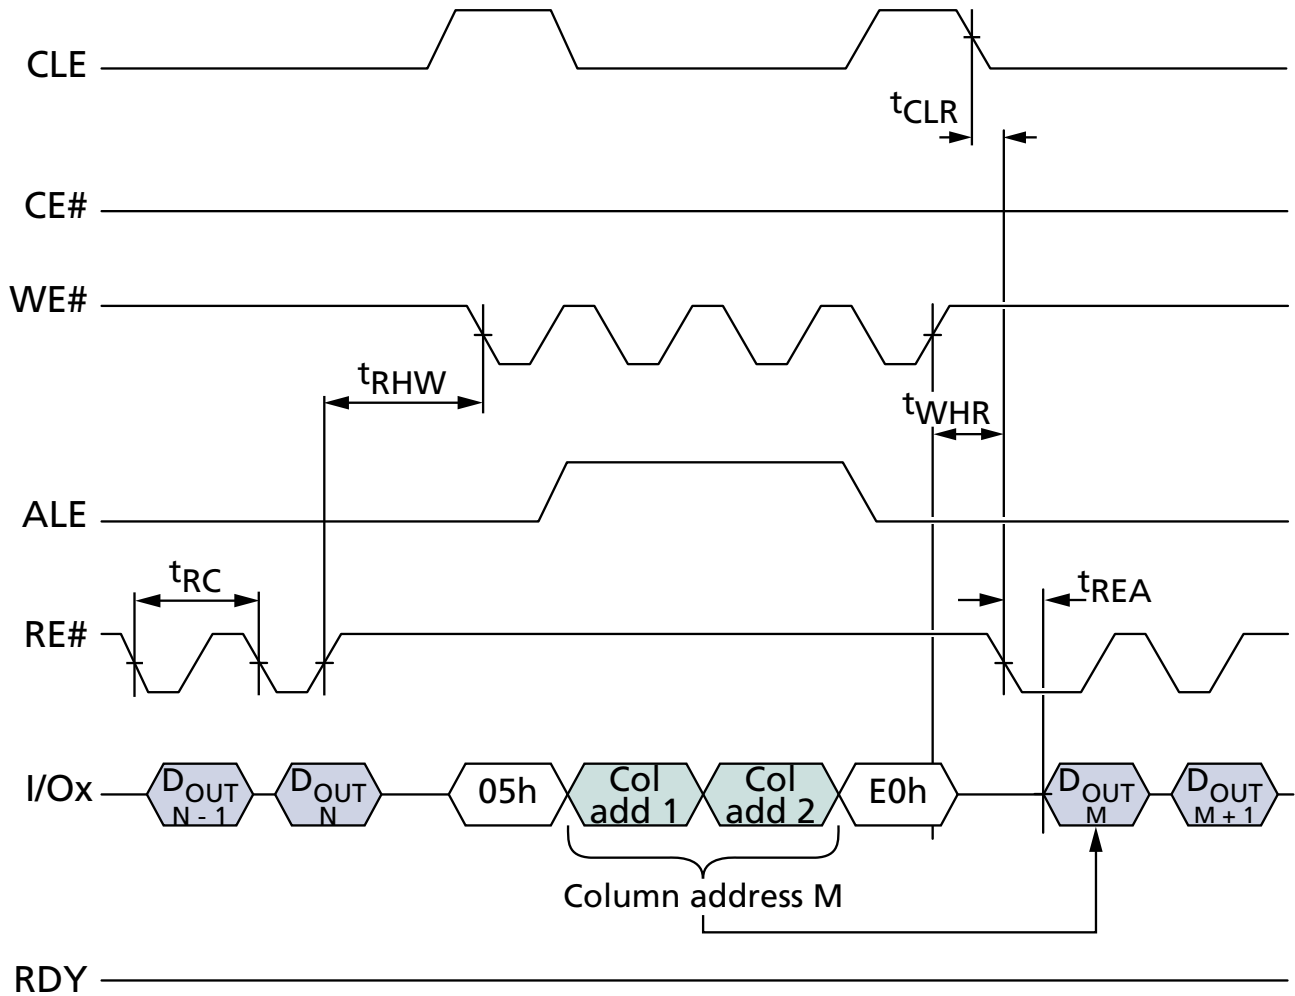 CLE
tCLR
CE#
WE#
tRHW
tWHR
ALE
tRC
tREA
RE#
I/Ox
DOUT
N - 1
DOUT
N
05h
Col
add 1
Col
add 2
E0h
DOUT
M
DOUT
M + 1
Column address M
RDY